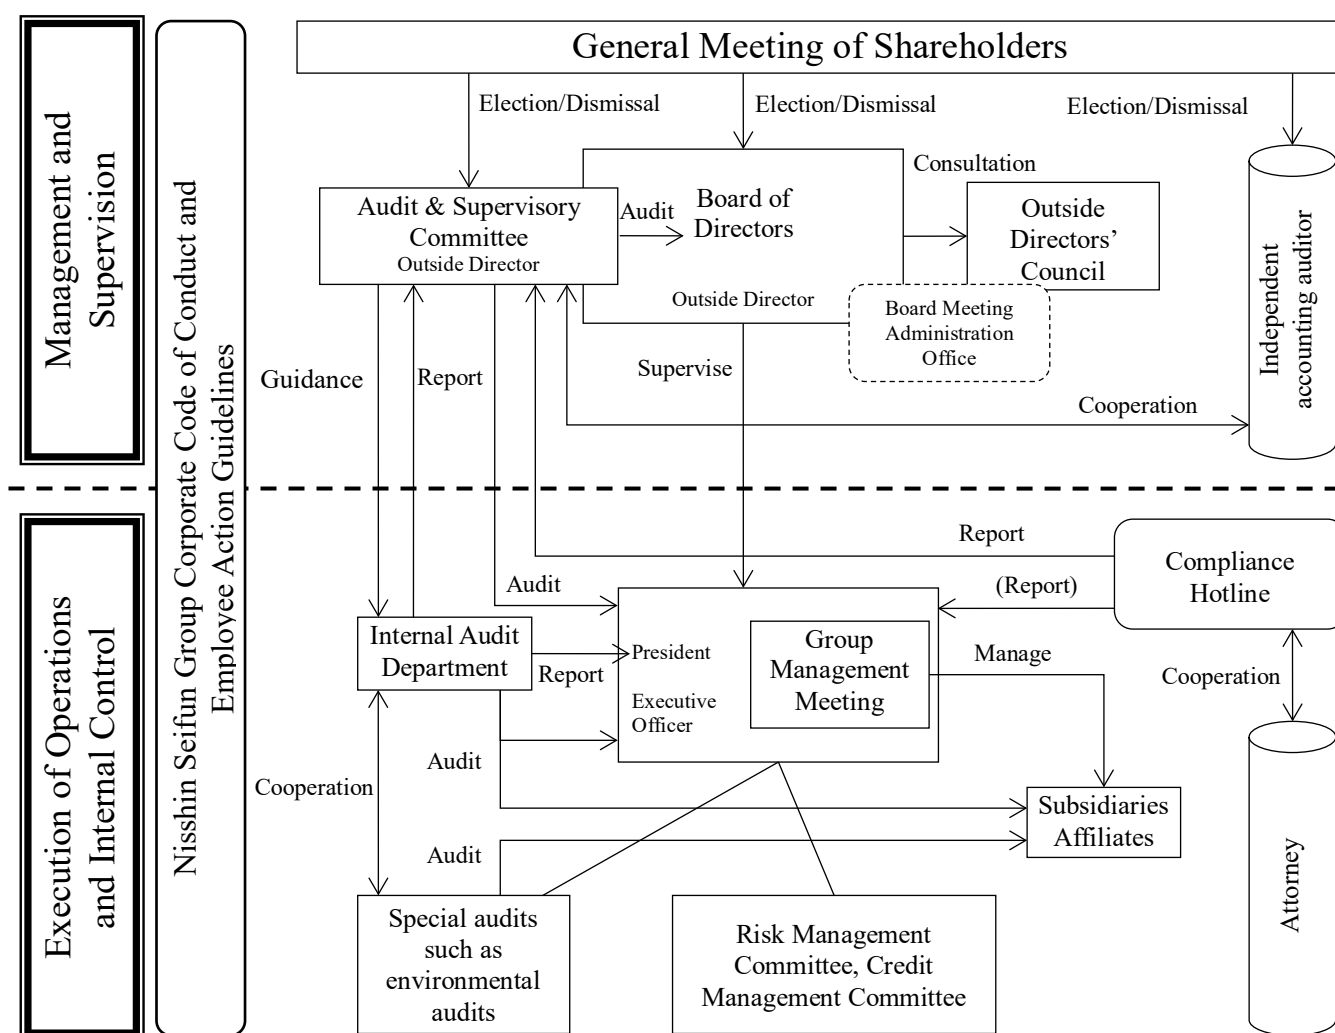 General Meeting of Shareholders
Election/Dismissal
Election/Dismissal
Election/Dismissal
Management and
Supervision
Nisshin Seifun Group Corporate Code of Conduct and
Employee Action Guidelines
Audit & Supervisory
Committee
Outside Director
Audit
Board of
Directors
Outside Director
Consultation
Outside
Directors’
Council
Board Meeting
Administration
Office
Independent
accounting auditor
Guidance
Report
Supervise
Cooperation
Execution of Operations
and Internal Control
Report
(Report)
Compliance
Hotline
Audit
Internal Audit
Department
Report
President
Executive
Officer
Group
Management
Meeting
Manage
Cooperation
Cooperation
Audit
Audit
Subsidiaries
Affiliates
Attorney
Special audits
such as
environmental
audits
Risk Management
Committee, Credit
Management Committee